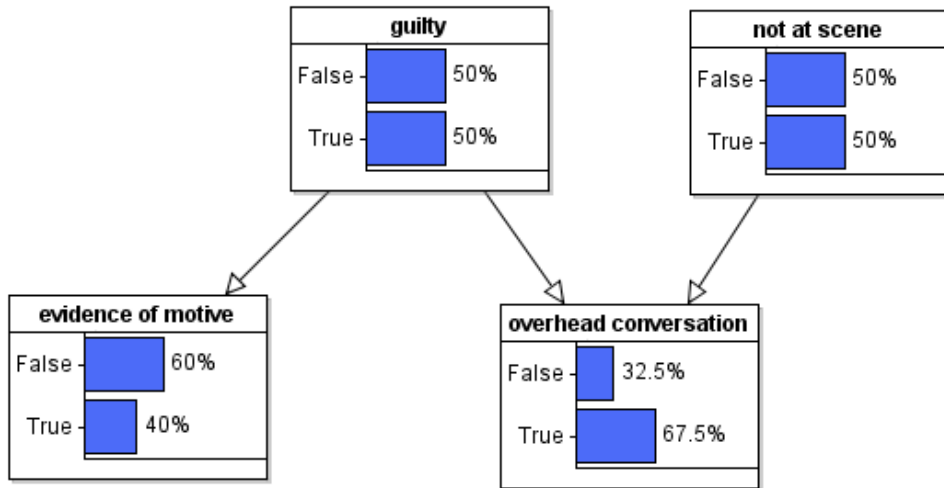 guilty
False 50%
True 50%
not at scene
False 50%
True 50%
evidence of motive
False 60%
True 40%
overhead conversation
False 32.5%
True 67.5%